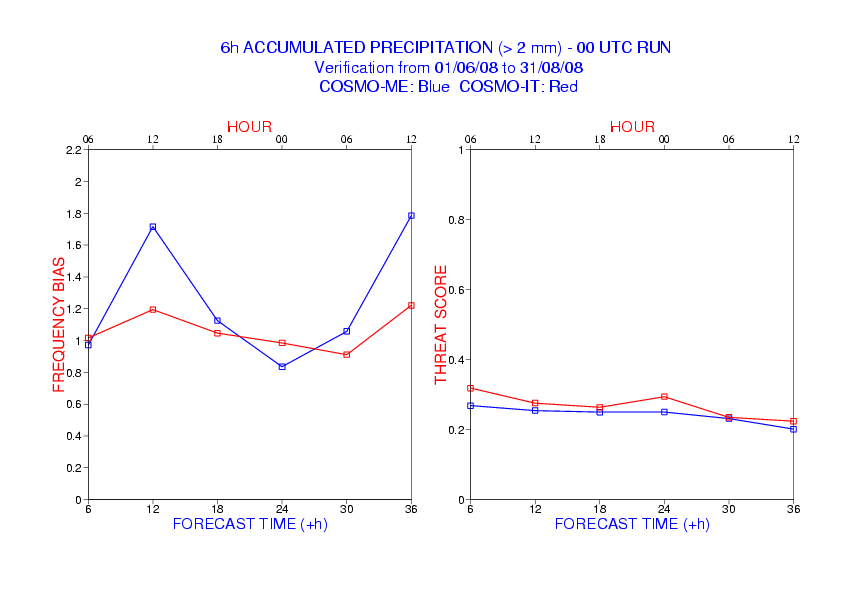 6h ACCUMULATED PRECIPITATION (> 2 mm) - 00 UTC RUN
Verification from 01/06/08 to 31/08/08
COSMO-ME: Blue  COSMO-IT: Red
HOUR
06 12 18 00 06 12
2.2
2
1.8
1.6
1.4
1.2
1
0.8
0.6
0.4
0.2
0
FREQUENCY BIAS
6 12 18 24 30 36
FORECAST TIME (+h)
HOUR
06 12 18 00 06 12
1
0.8
0.6
0.4
0.2
0
THREAT SCORE
6 12 18 24 30 36
FORECAST TIME (+h)